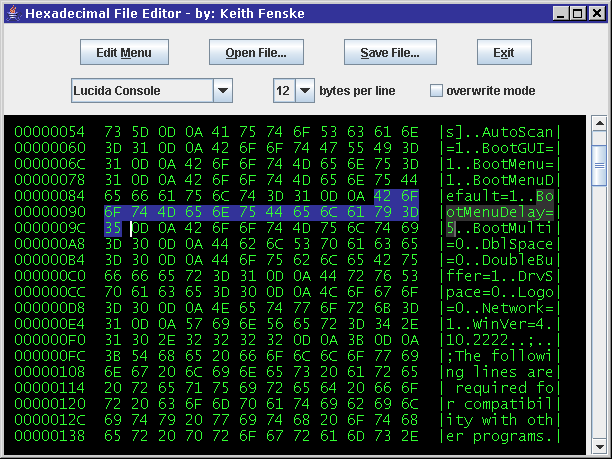 Hexadecimal File Editor - by: Keith Fenske
Edit Menu Open File... Save File... Exit
Lucida Console 12 bytes per line overwrite mode
00000054 73 5D 0D 0A 41 75 74 6F 53 63 61 6E |s]..AutoScan|
00000060 3D 31 0D 0A 42 6F 6F 74 47 55 49 3D |=1..BootGUI=|
0000006C 31 0D 0A 42 6F 6F 74 4D 65 6E 75 3D |1..BootMenu=|
00000078 31 0D 0A 42 6F 6F 74 4D 65 6E 75 44 |1..BootMenuD|
00000084 65 66 61 75 6C 74 3D 31 0D 0A 42 6F |efault=1..Bo|
00000090 6F 74 4D 65 6E 75 44 65 6C 61 79 3D |otMenuDelay=|
0000009C 35 0D 0A 42 6F 6F 74 4D 75 6C 74 69 |5..BootMulti|
000000A8 3D 30 0D 0A 44 62 6C 53 70 61 63 65 |=0..DblSpace|
000000B4 3D 30 0D 0A 44 6F 75 62 6C 65 42 75 |=0..DoubleBu|
000000C0 66 66 65 72 3D 31 0D 0A 44 72 76 53 |ffer=1..DrvS|
000000CC 70 61 63 65 3D 30 0D 0A 4C 6F 67 6F |pace=0..Logo|
000000D8 3D 30 0D 0A 4E 65 74 77 6F 72 6B 3D |=0..Network=|
000000E4 31 0D 0A 57 69 6E 56 65 72 3D 34 2E |1..WinVer=4.|
000000F0 31 30 2E 32 32 32 32 0D 0A 3B 0D 0A |10.2222..;..|
000000FC 3B 54 68 65 20 66 6F 6C 6C 6F 77 69 |;The followi|
00000108 6E 67 20 6C 69 6E 65 73 20 61 72 65 |ng lines are|
00000114 20 72 65 71 75 69 72 65 64 20 66 6F | required fo|
00000120 72 20 63 6F 6D 70 61 74 69 62 69 6C |r compatibil|
0000012C 69 74 79 20 77 69 74 68 20 6F 74 68 |ity with oth|
00000138 65 72 20 70 72 6F 67 72 61 6D 73 2E |er programs.|